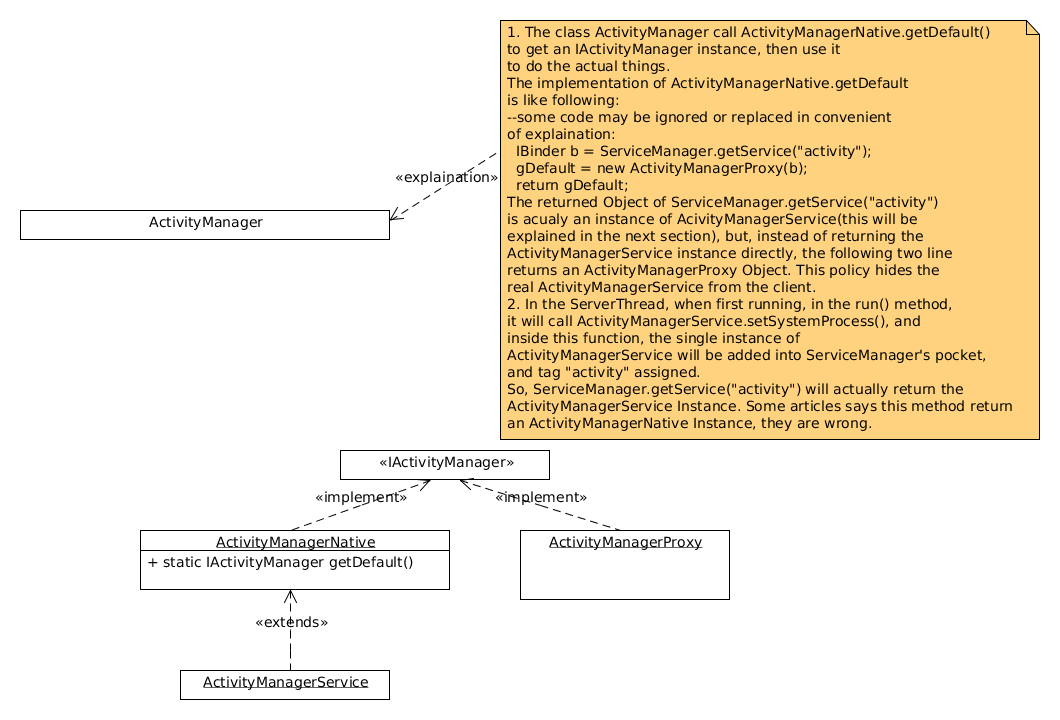 1. The class ActivityManager call ActivityManagerNative.getDefault()
to get an IActivityManager instance, then use it
to do the actual things.
The implementation of ActivityManagerNative.getDefault
is like following:
--some code may be ignored or replaced in convenient
of explaination:
IBinder b = ServiceManager.getService("activity");
gDefault = new ActivityManagerProxy(b);
return gDefault;
The returned Object of ServiceManager.getService("activity")
is acualy an instance of AcivityManagerService(this will be
explained in the next section), but, instead of returning the
ActivityManagerService instance directly, the following two line
returns an ActivityManagerProxy Object. This policy hides the
real ActivityManagerService from the client.
2. In the ServerThread, when first running, in the run() method,
it will call ActivityManagerService.setSystemProcess(), and
inside this function, the single instance of
ActivityManagerService will be added into ServiceManager's pocket,
and tag "activity" assigned.
So, ServiceManager.getService("activity") will actually return the
ActivityManagerService Instance. Some articles says this method return
an ActivityManagerNative Instance, they are wrong.
«explaination»
ActivityManager
«IActivityManager»
«implement»
«implement»
ActivityManagerNative
+ static IActivityManager getDefault()
ActivityManagerProxy
«extends»
ActivityManagerService